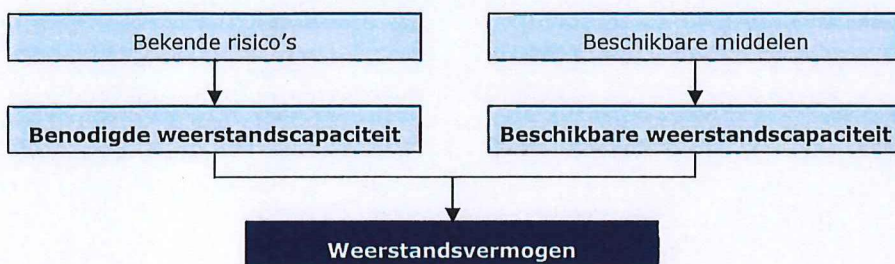 Bekende risico's
Beschikbare middelen
Benodigde weerstandscapaciteit
Beschikbare weerstandscapaciteit
Weerstandsvermogen